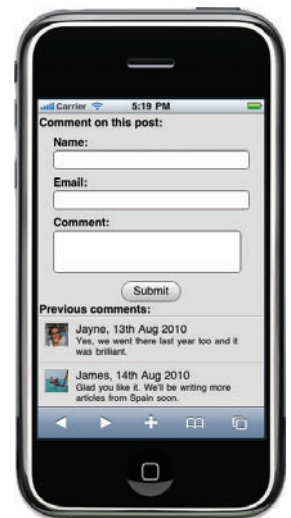 Carrier 5:19 PM
Comment on this post:
Name:
Email:
Comment:
Submit
Previous comments:
Jayne, 13th Aug 2010
Yes, we went there last year too and it
was brilliant.
James, 14th Aug 2010
Glad you like it. We'll be writing more
articles from Spain soon.